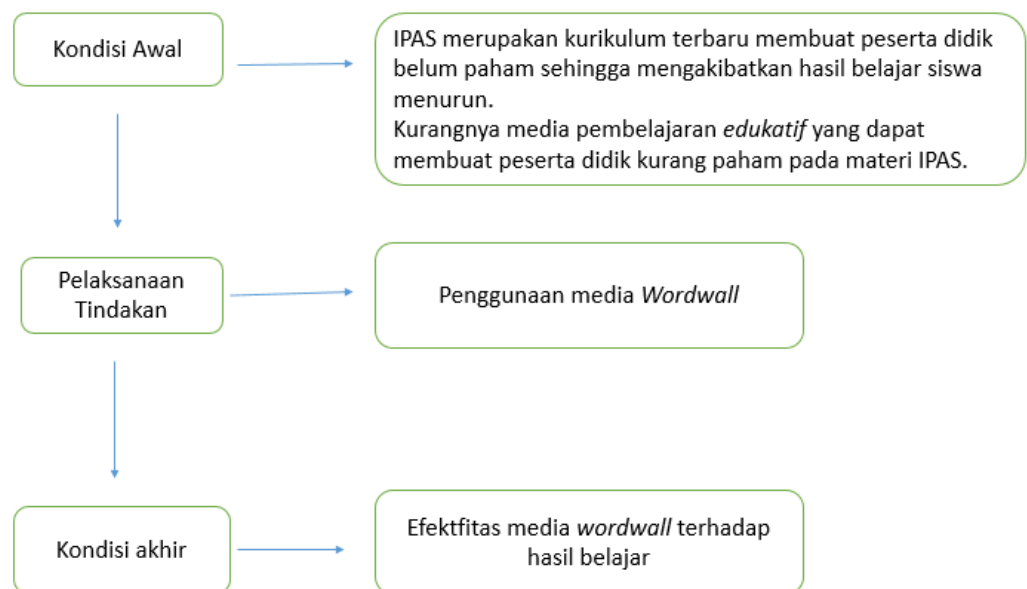 Kondisi Awal
IPAS merupakan kurikulum terbaru membuat peserta didik
belum paham sehingga mengakibatkan hasil belajar siswa
menurun.
Kurangnya media pembelajaran edukatif yang dapat
membuat peserta didik kurang paham pada materi IPAS.
Pelaksanaan
Tindakan
Penggunaan media Wordwall
Kondisi akhir
Efektfitas media wordwall terhadap
hasil belajar